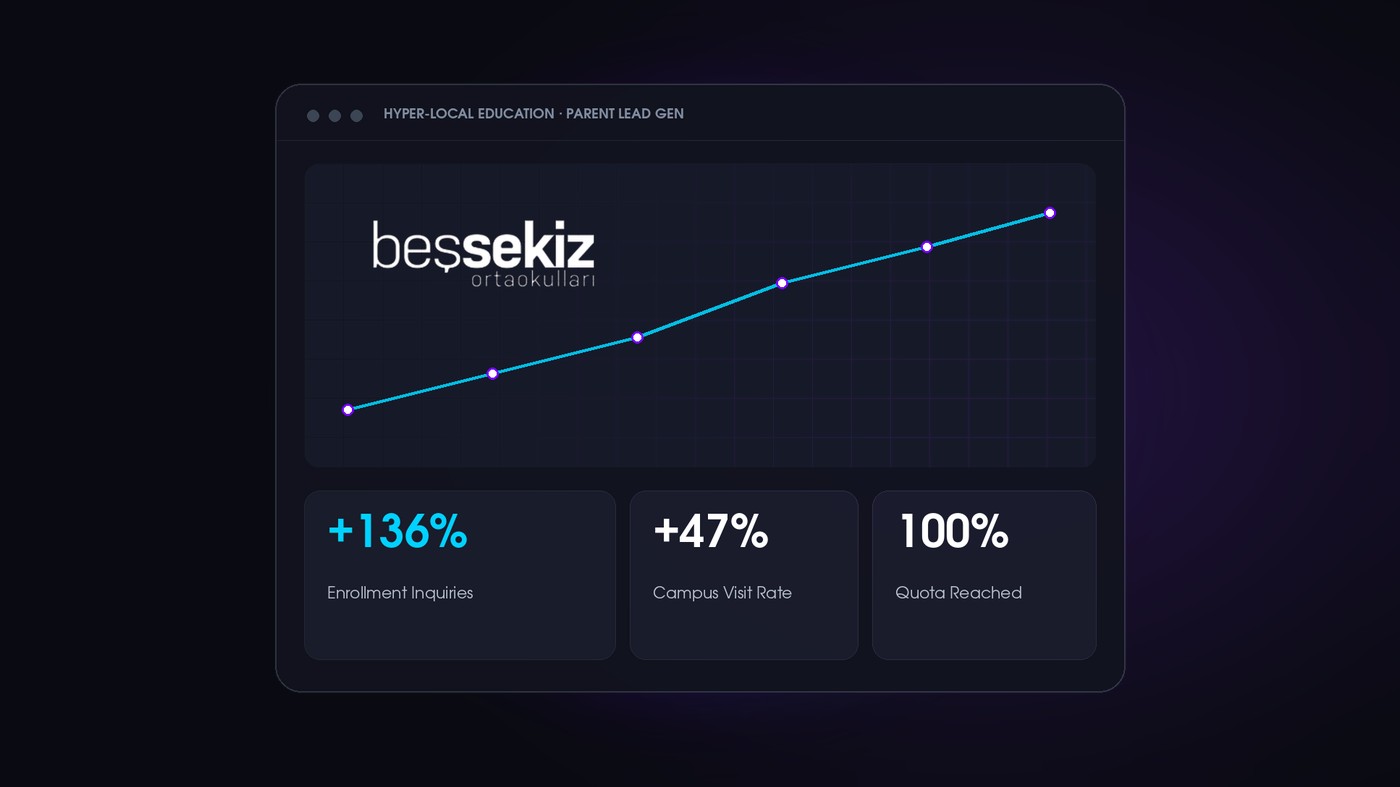 HYPER-LOCAL EDUCATION · PARENT LEAD GEN
beşsekiz
ortaokulları
+136%
Enrollment Inquiries
+47%
Campus Visit Rate
100%
Quota Reached